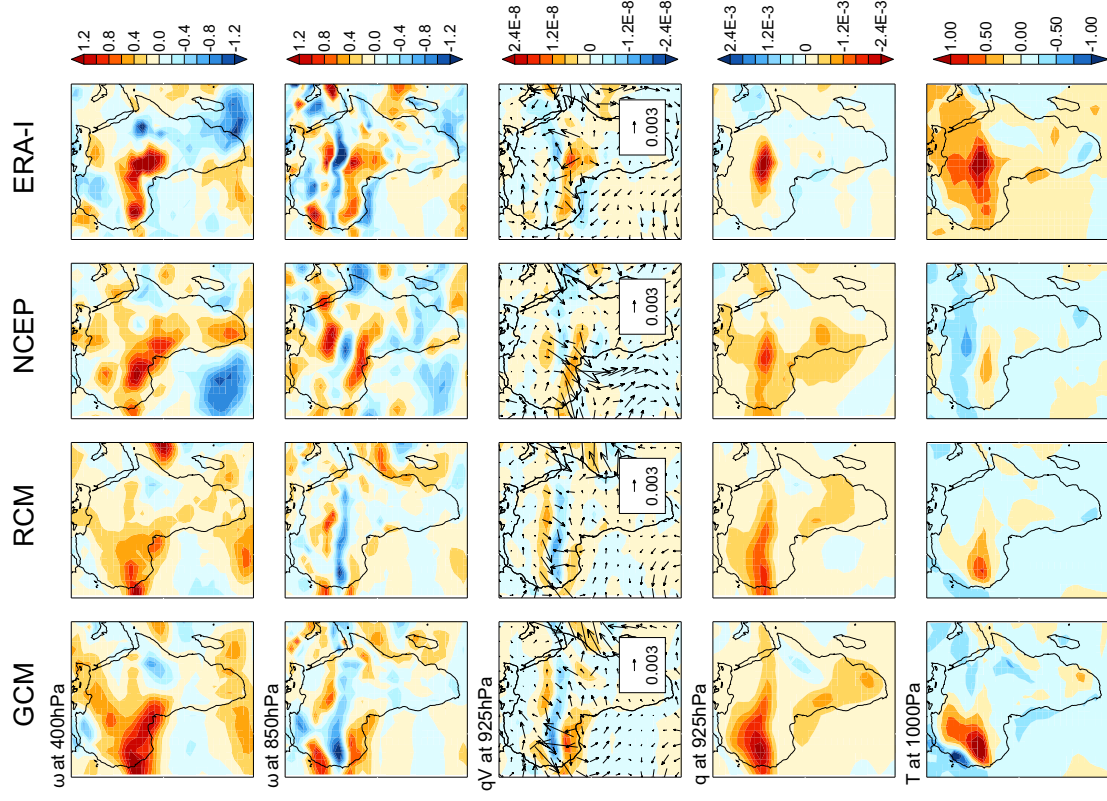 GCM
RCM
NCEP
ERA-I
ω at 400hPa
1.2
0.8
0.4
0.0
-0.4
-0.8
-1.2
ω at 850hPa
1.2
0.8
0.4
0.0
-0.4
-0.8
-1.2
qV at 925hPa
0.003
0.003
0.003
0.003
2.4E-8
1.2E-8
0
-1.2E-8
-2.4E-8
q at 925hPa
2.4E-3
1.2E-3
0
-1.2E-3
-2.4E-3
T at 1000Pa
1.00
0.50
0.00
-0.50
-1.00